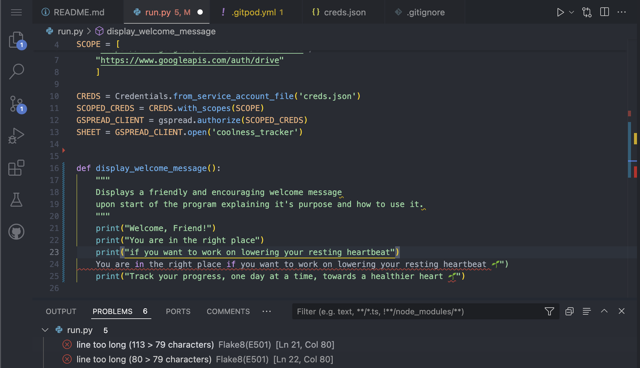 README.md
run.py 5, M
.gitpod.yml 1
creds.json
.gitignore
run.py > display_welcome_message
4 SCOPE = [
7 "https://www.googleapis.com/auth/drive"
8 ]
9
10 CREDS = Credentials.from_service_account_file('creds.json')
11 SCOPED_CREDS = CREDS.with_scopes(SCOPE)
12 GSPREAD_CLIENT = gspread.authorize(SCOPED_CREDS)
13 SHEET = GSPREAD_CLIENT.open('coolness_tracker')
14
15
16 def display_welcome_message():
17 """
18 Displays a friendly and encouraging welcome message
19 upon start of the program explaining it's purpose and how to use it.
20 """
21 print("Welcome, Friend!")
22 print("You are in the right place")
23 print("if you want to work on lowering your resting heartbeat")
24 You are in the right place if you want to work on lowering your resting heartbeat 🌱")
25 print("Track your progress, one day at a time, towards a healthier heart 🌱")
26
1
1
OUTPUT PROBLEMS 6 PORTS COMMENTS ... Filter (e.g. text, **/*.ts, !**/node_modules/**)
run.py 5
line too long (113 > 79 characters) Flake8(E501) [Ln 21, Col 80]
line too long (80 > 79 characters) Flake8(E501) [Ln 22, Col 80]